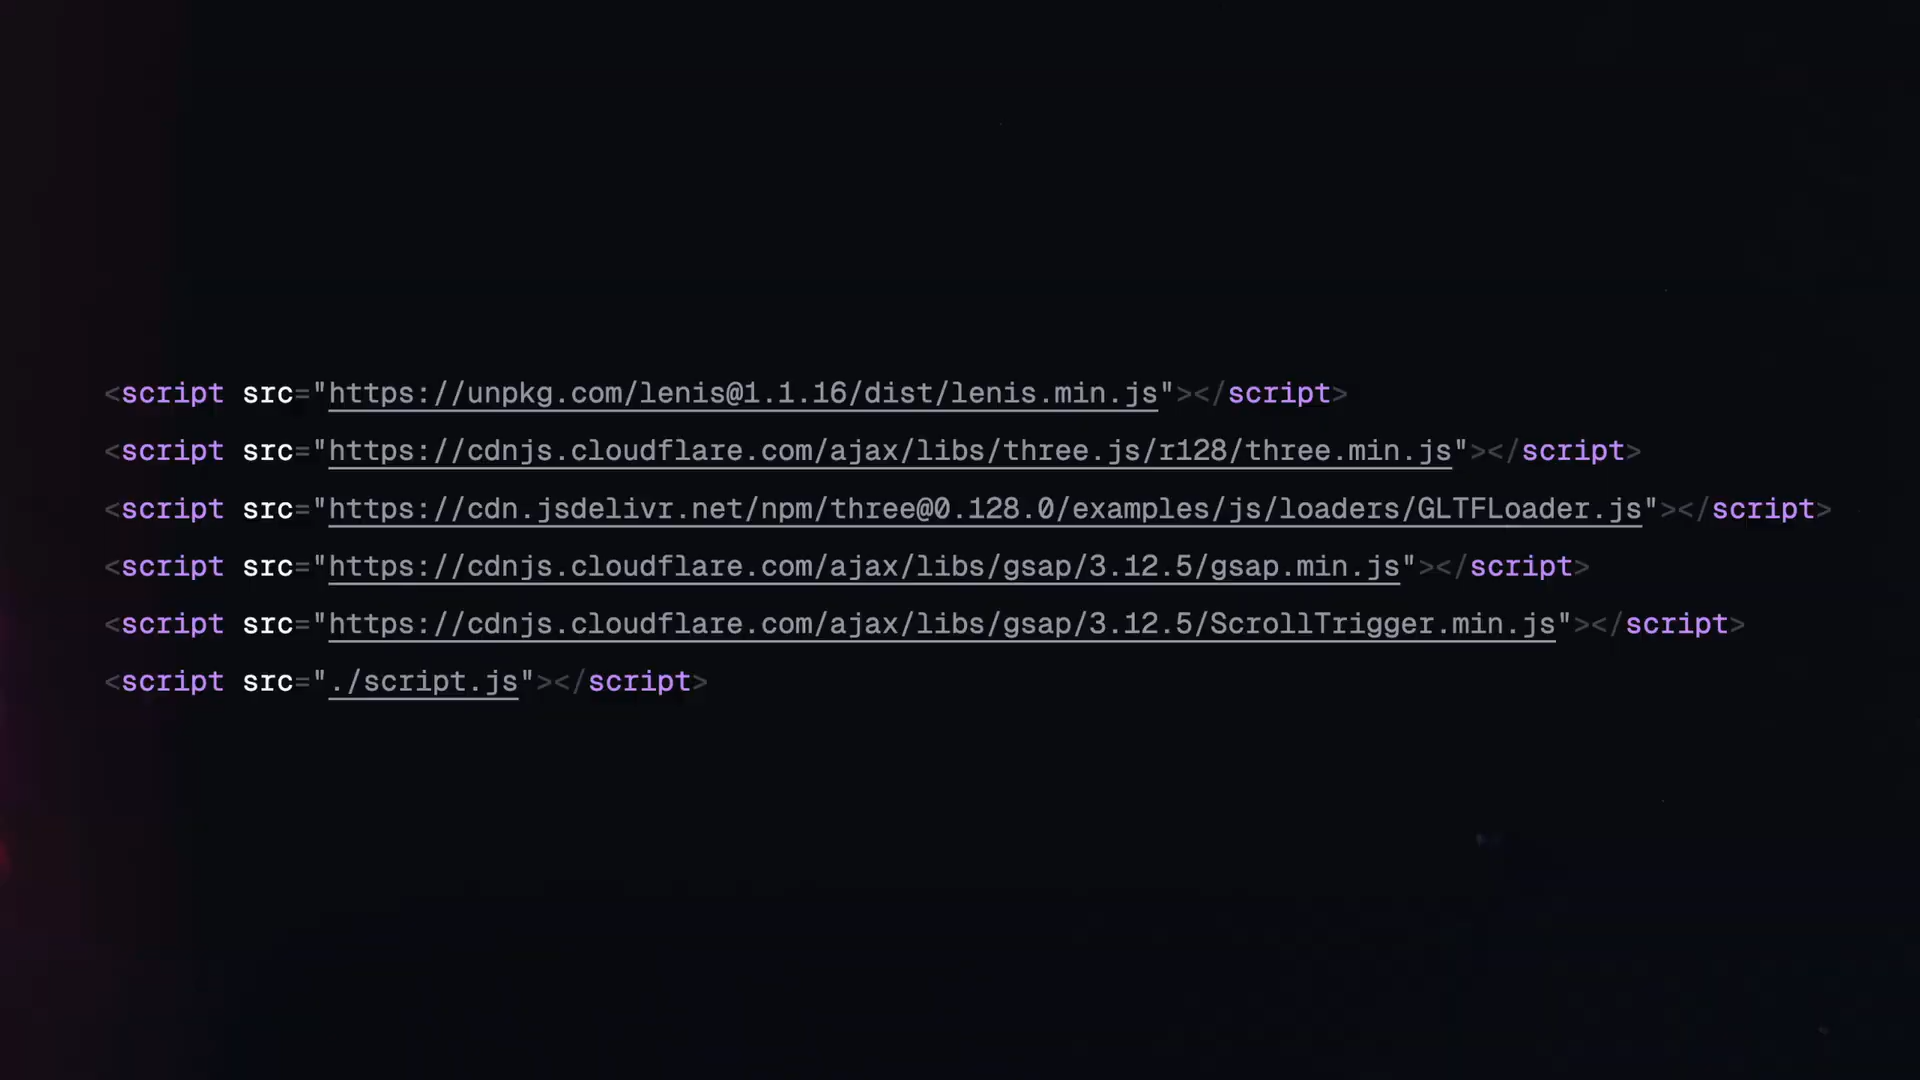 <script src="https://unpkg.com/lenis@1.1.16/dist/lenis.min.js"></script>
<script src="https://cdnjs.cloudflare.com/ajax/libs/three.js/r128/three.min.js"></script>
<script src="https://cdn.jsdelivr.net/npm/three@0.128.0/examples/js/loaders/GLTFLoader.js"></script>
<script src="https://cdnjs.cloudflare.com/ajax/libs/gsap/3.12.5/gsap.min.js"></script>
<script src="https://cdnjs.cloudflare.com/ajax/libs/gsap/3.12.5/ScrollTrigger.min.js"></script>
<script src="./script.js"></script>